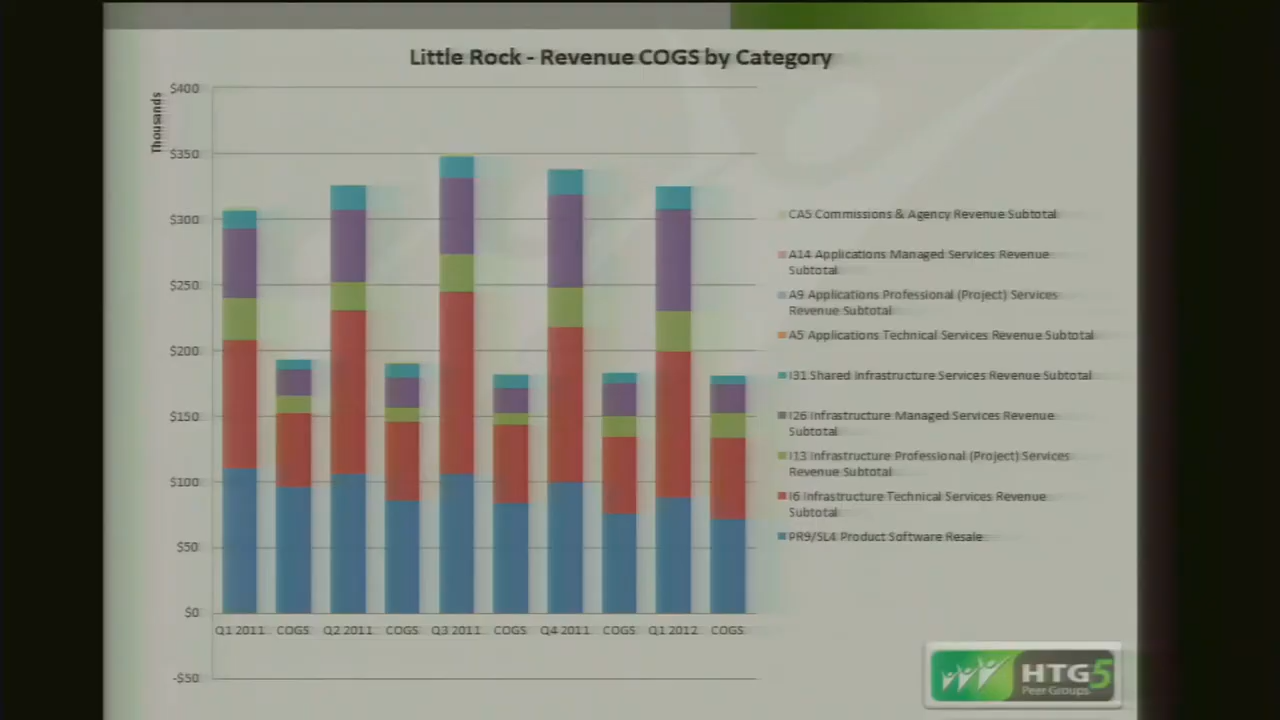 Little Rock - Revenue COGS by Category
Thousands
$400
$350
$300
$250
$200
$150
$100
$50
$0
-$50
Q1 2011 COGS Q2 2011 COGS Q3 2011 COGS Q4 2011 COGS Q1 2012 COGS
CA5 Commissions & Agency Revenue Subtotal
A14 Applications Managed Services Revenue
Subtotal
A9 Applications Professional (Project) Services
Revenue Subtotal
A5 Applications Technical Services Revenue Subtotal
I31 Shared Infrastructure Services Revenue Subtotal
I26 Infrastructure Managed Services Revenue
Subtotal
I13 Infrastructure Professional (Project) Services
Revenue Subtotal
I6 Infrastructure Technical Services Revenue
Subtotal
PR9/SL4 Product Software Resale
HTG5
Peer Groups